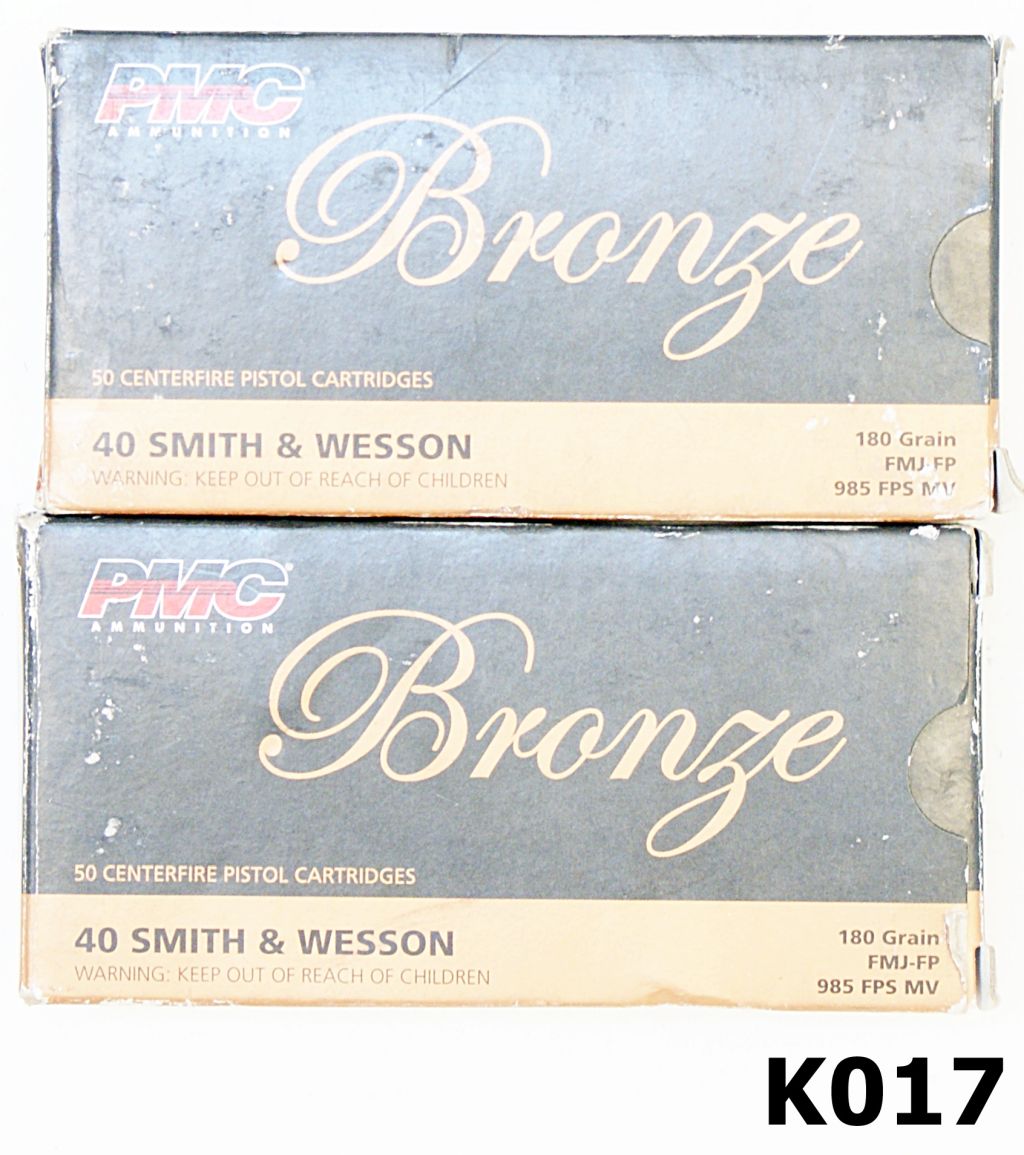 PMC
AMMUNITION
Bronze
50 CENTERFIRE PISTOL CARTRIDGES
40 SMITH & WESSON
WARNING: KEEP OUT OF REACH OF CHILDREN
180 Grain
FMJ-FP
985 FPS MV
PMC
AMMUNITION
Bronze
50 CENTERFIRE PISTOL CARTRIDGES
40 SMITH & WESSON
WARNING: KEEP OUT OF REACH OF CHILDREN
180 Grain
FMJ-FP
985 FPS MV
K017